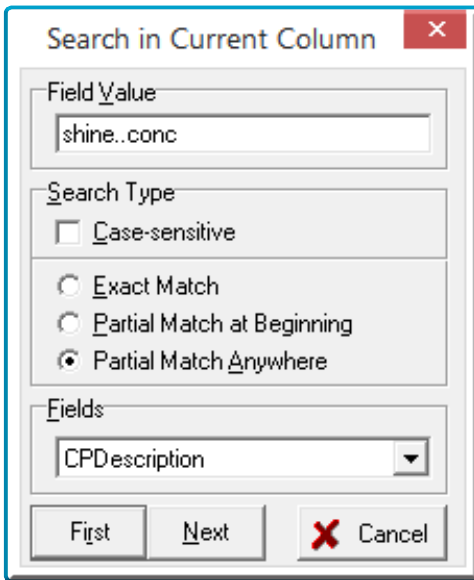 Search in Current Column
Field Value
shine..conc
Search Type
Case-sensitive
Exact Match
Partial Match at Beginning
Partial Match Anywhere
Fields
CPDescription
First Next Cancel